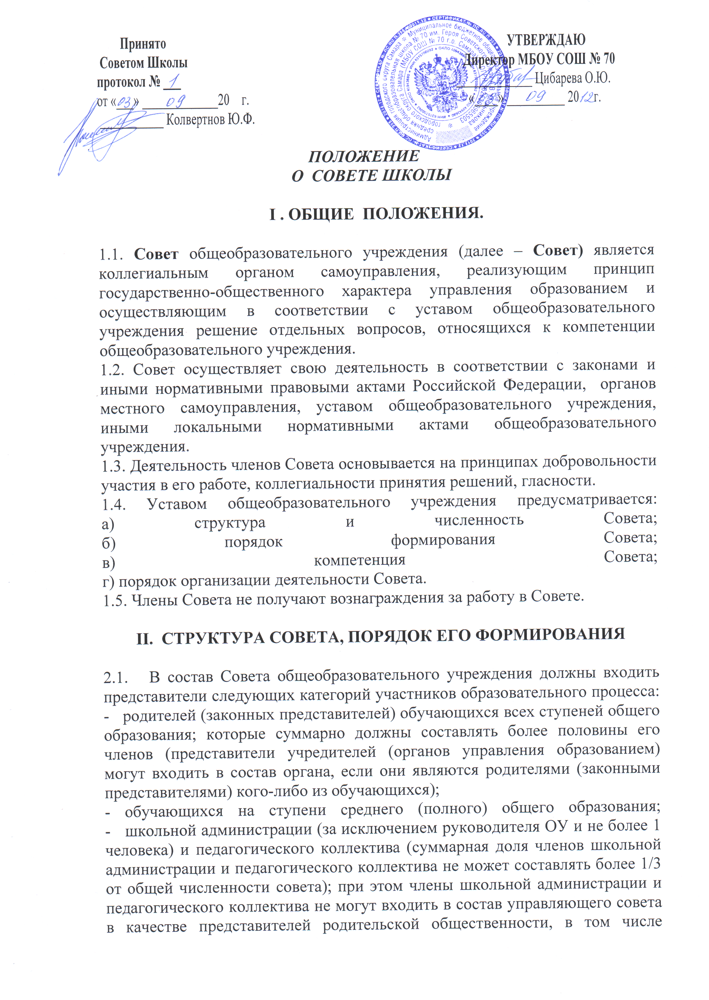 Принято
Советом Школы
протокол № 1
от «03» 09 20 г.
Колвертнов Ю.Ф.
УТВЕРЖДАЮ
Директор МБОУ СОШ № 70
Цибарева О.Ю.
« » 09 2012г.
ПОЛОЖЕНИЕ
О СОВЕТЕ ШКОЛЫ
I . ОБЩИЕ ПОЛОЖЕНИЯ.
1.1. Совет общеобразовательного учреждения (далее – Совет) является
коллегиальным органом самоуправления, реализующим принцип
государственно-общественного характера управления образованием и
осуществляющим в соответствии с уставом общеобразовательного
учреждения решение отдельных вопросов, относящихся к компетенции
общеобразовательного учреждения.
1.2. Совет осуществляет свою деятельность в соответствии с законами и
иными нормативными правовыми актами Российской Федерации, органов
местного самоуправления, уставом общеобразовательного учреждения,
иными локальными нормативными актами общеобразовательного
учреждения.
1.3. Деятельность членов Совета основывается на принципах добровольности
участия в его работе, коллегиальности принятия решений, гласности.
1.4. Уставом общеобразовательного учреждения предусматривается:
а) структура и численность Совета;
б) порядок формирования Совета;
в) компетенция Совета;
г) порядок организации деятельности Совета.
1.5. Члены Совета не получают вознаграждения за работу в Совете.
II. СТРУКТУРА СОВЕТА, ПОРЯДОК ЕГО ФОРМИРОВАНИЯ
2.1. В состав Совета общеобразовательного учреждения должны входить
представители следующих категорий участников образовательного процесса:
- родителей (законных представителей) обучающихся всех ступеней общего
образования; которые суммарно должны составлять более половины его
членов (представители учредителей (органов управления образованием)
могут входить в состав органа, если они являются родителями (законными
представителями) кого-либо из обучающихся);
- обучающихся на ступени среднего (полного) общего образования;
- школьной администрации (за исключением руководителя ОУ и не более 1
человека) и педагогического коллектива (суммарная доля членов школьной
администрации и педагогического коллектива не может составлять более 1/3
от общей численности совета); при этом члены школьной администрации и
педагогического коллектива не могут входить в состав управляющего совета
в качестве представителей родительской общественности, в том числе